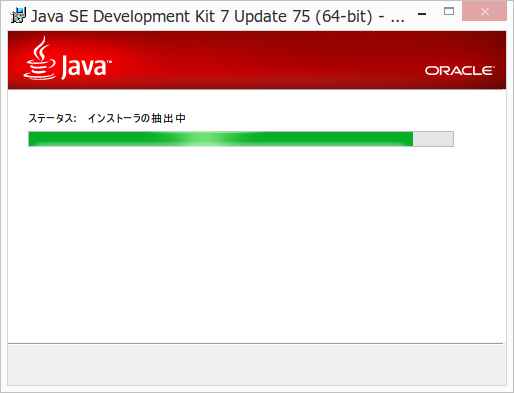 Java SE Development Kit 7 Update 75 (64-bit) - ...
Java™
ORACLE®
ステータス: インストーラの抽出中